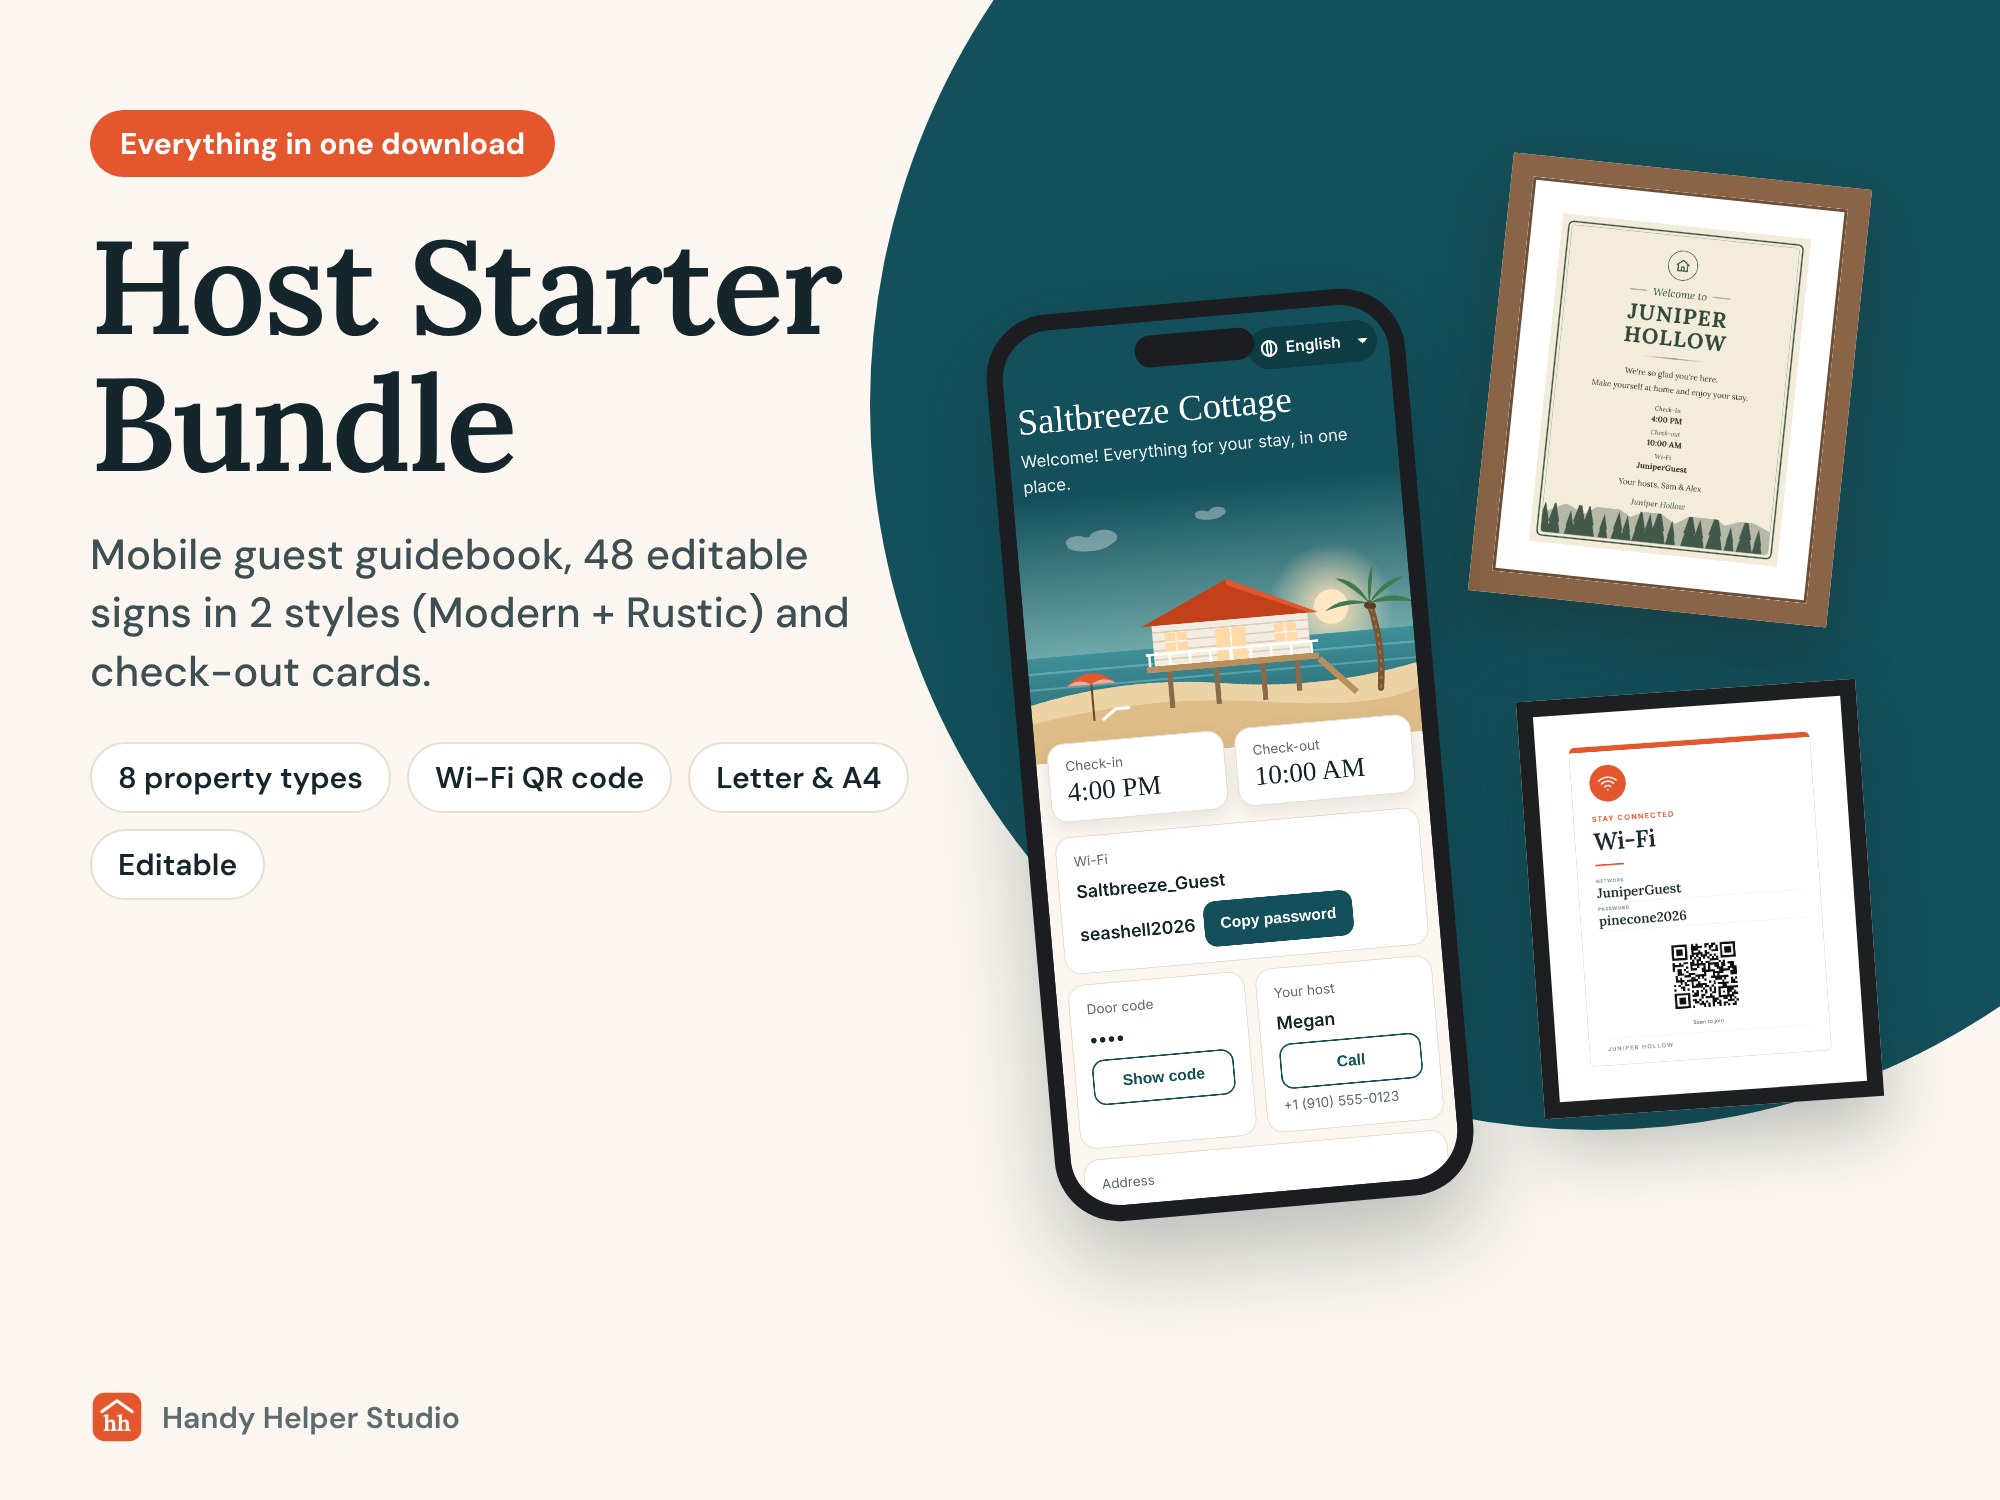 Everything in one download
Host Starter
Bundle
Mobile guest guidebook, 48 editable
signs in 2 styles (Modern + Rustic) and
check-out cards.
8 property types
Wi-Fi QR code
Letter & A4
Editable
hh
Handy Helper Studio
English
Saltbreeze Cottage
Welcome! Everything for your stay, in one
place.
Check-in
4:00 PM
Check-out
10:00 AM
Wi-Fi
Saltbreeze_Guest
seashell2026
Copy password
Door code
••••
Show code
Your host
Megan
Call
+1 (910) 555-0123
Address
Welcome to
JUNIPER
HOLLOW
We're so glad you're here.
Make yourself at home and enjoy your stay.
Check-in
4:00 PM
Check-out
10:00 AM
Wi-Fi
JuniperGuest
Your hosts, Sam & Alex
Juniper Hollow
STAY CONNECTED
Wi-Fi
NETWORK
JuniperGuest
PASSWORD
pinecone2026
Scan to join
JUNIPER HOLLOW